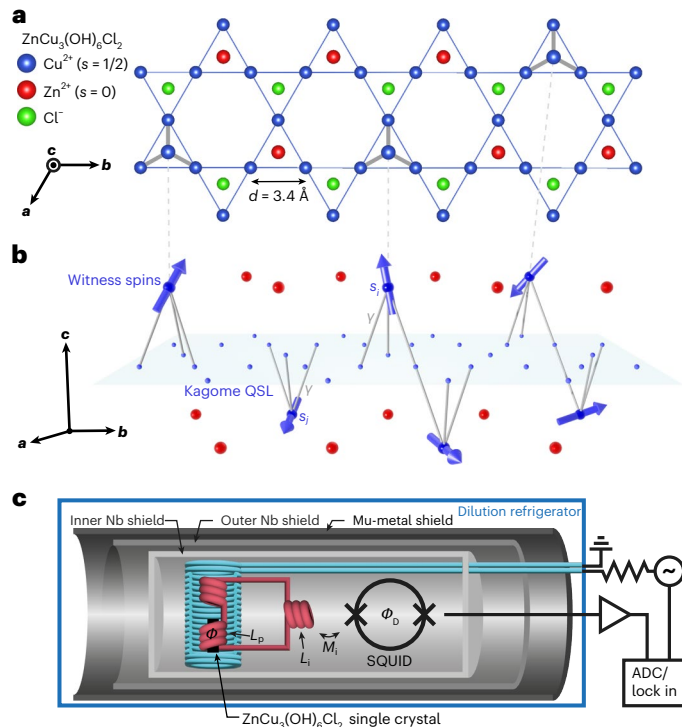 a
ZnCu₃(OH)₆Cl₂
Cu²⁺ (s = 1/2)
Zn²⁺ (s = 0)
Cl⁻
c
b
a
d = 3.4 Å
b
Witness spins
sᵢ
γ
c
Kagome QSL
γ
sⱼ
a
b
c
Dilution refrigerator
Inner Nb shield
Outer Nb shield
Mu-metal shield
~
Φ
Lₚ
Lᵢ
Mᵢ
Φ_D
SQUID
ADC/
lock in
ZnCu₃(OH)₆Cl₂ single crystal